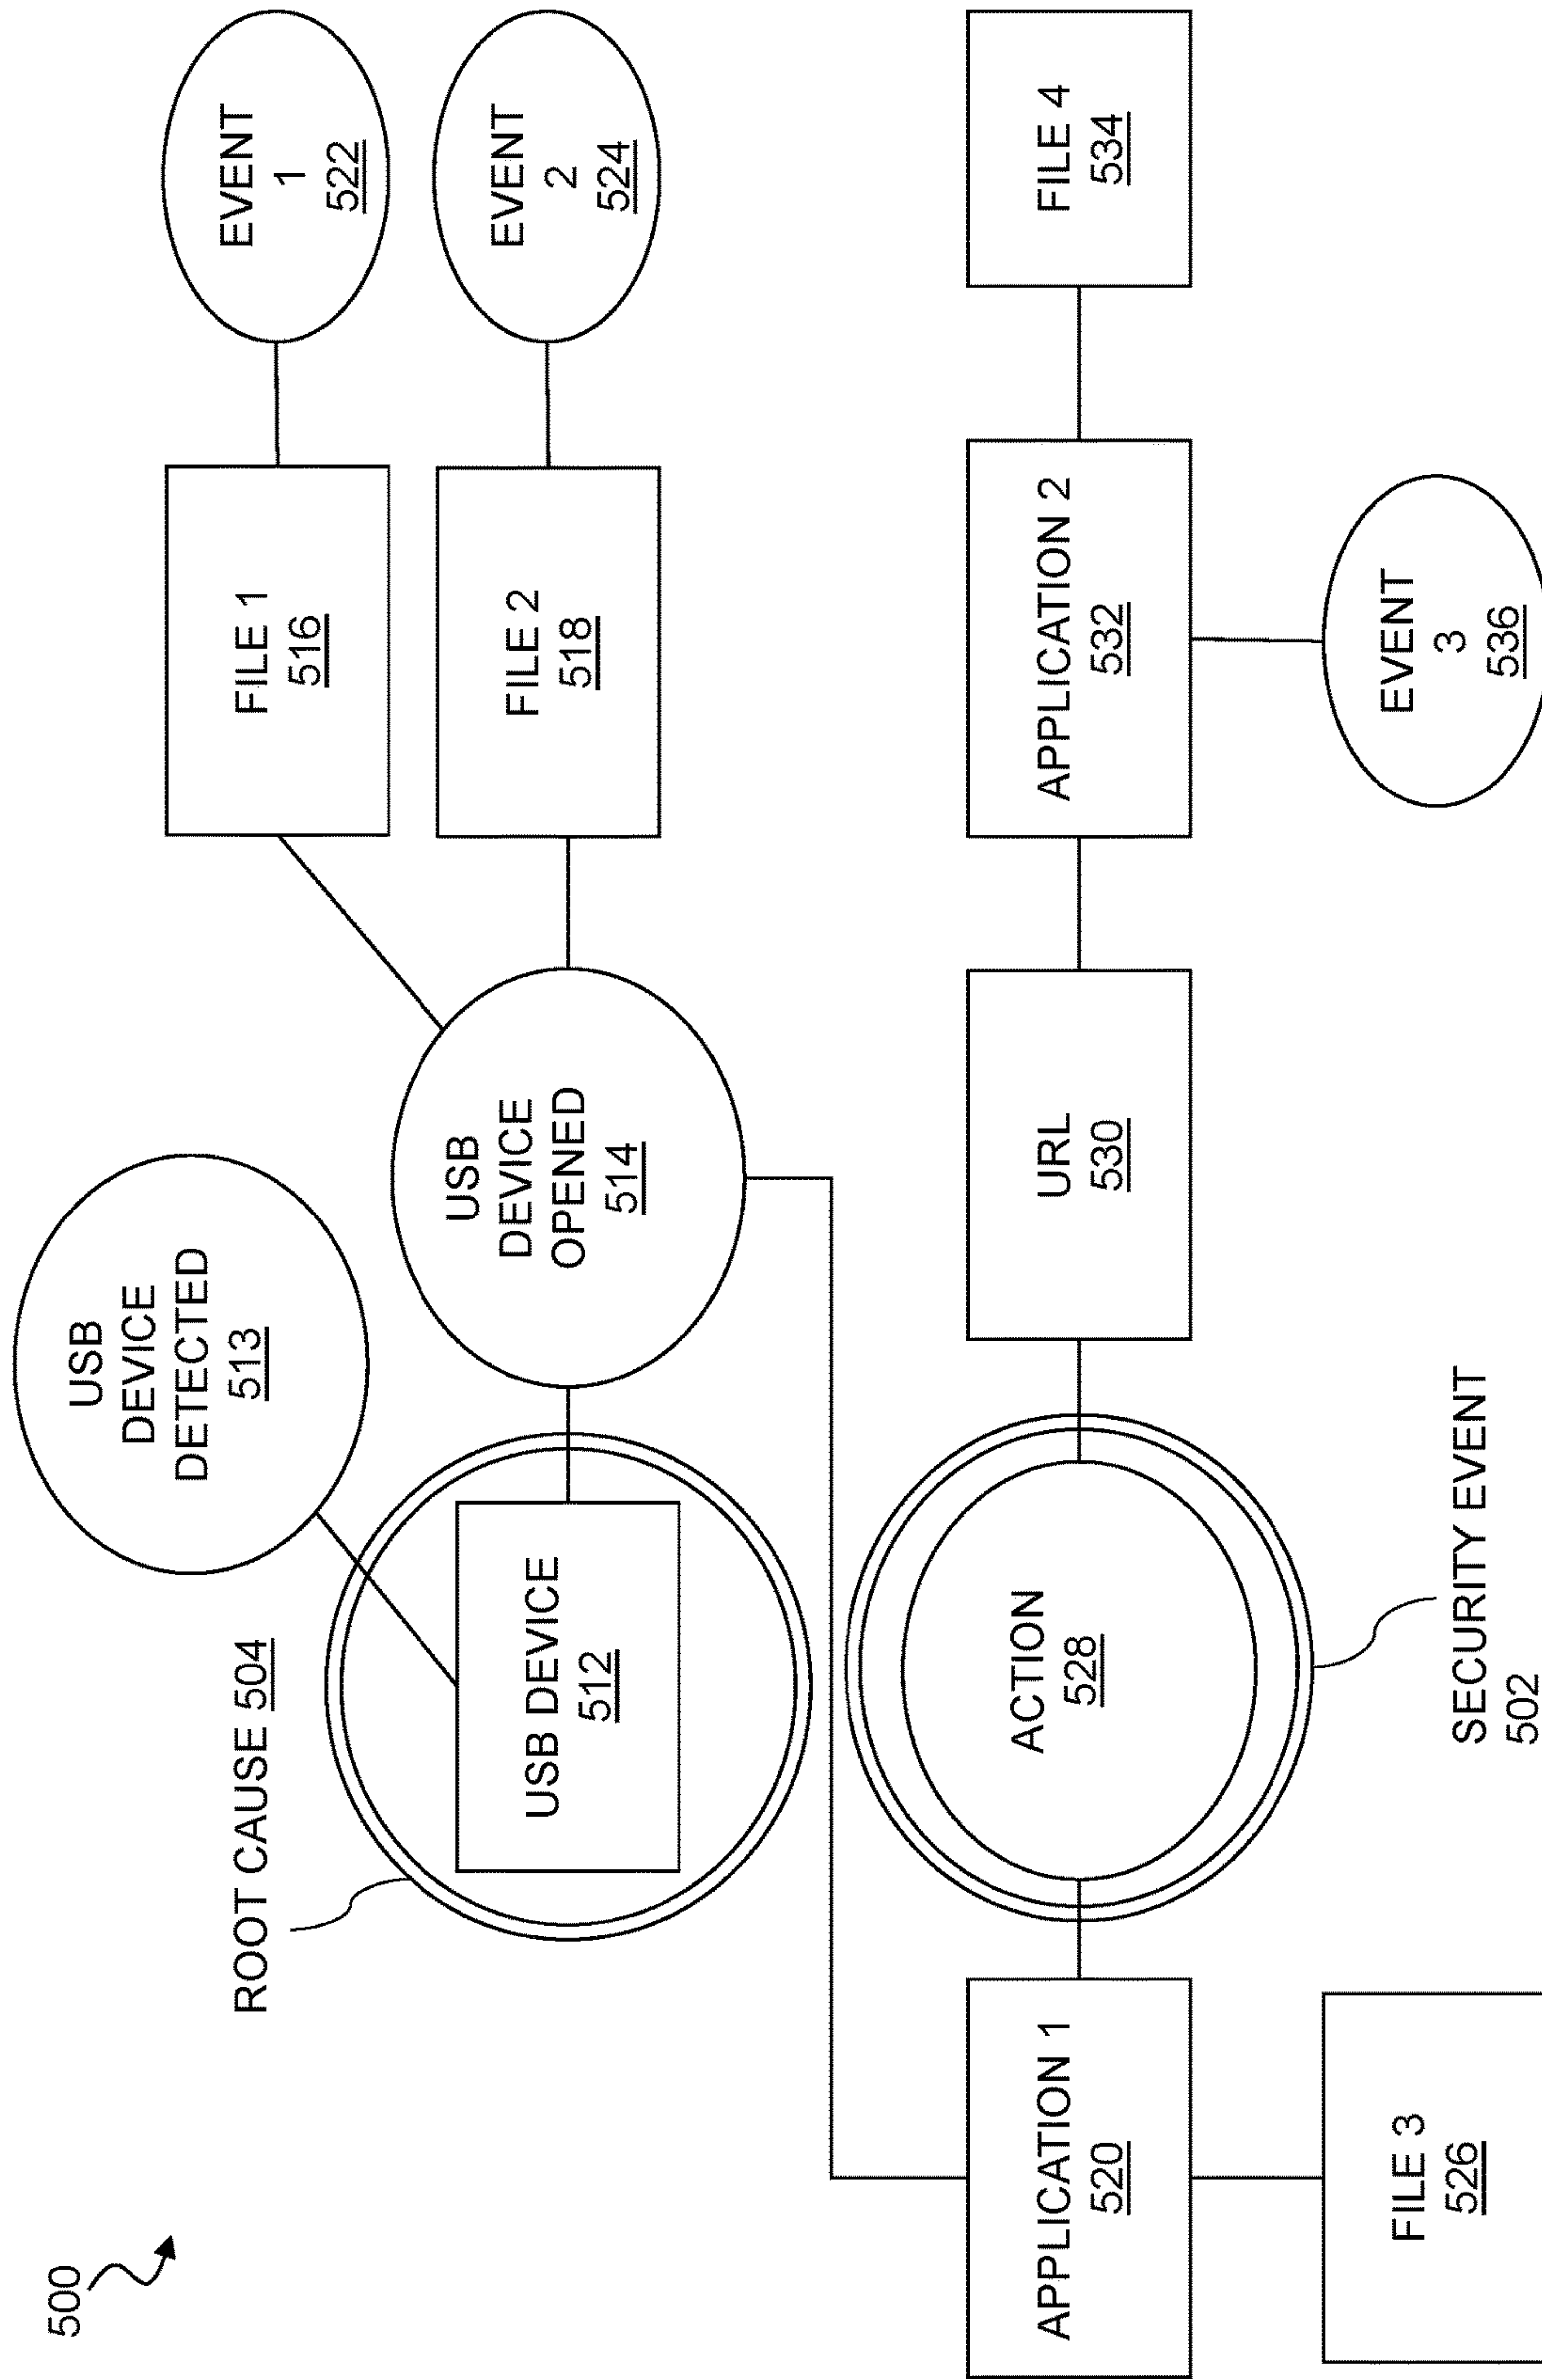 500
ROOT CAUSE 504
USB
DEVICE
DETECTED
513
USB DEVICE
512
USB
DEVICE
OPENED
514
FILE 1
516
EVENT
1
522
FILE 2
518
EVENT
2
524
APPLICATION 1
520
ACTION
528
URL
530
APPLICATION 2
532
FILE 4
534
FILE 3
526
SECURITY EVENT
502
EVENT
3
536